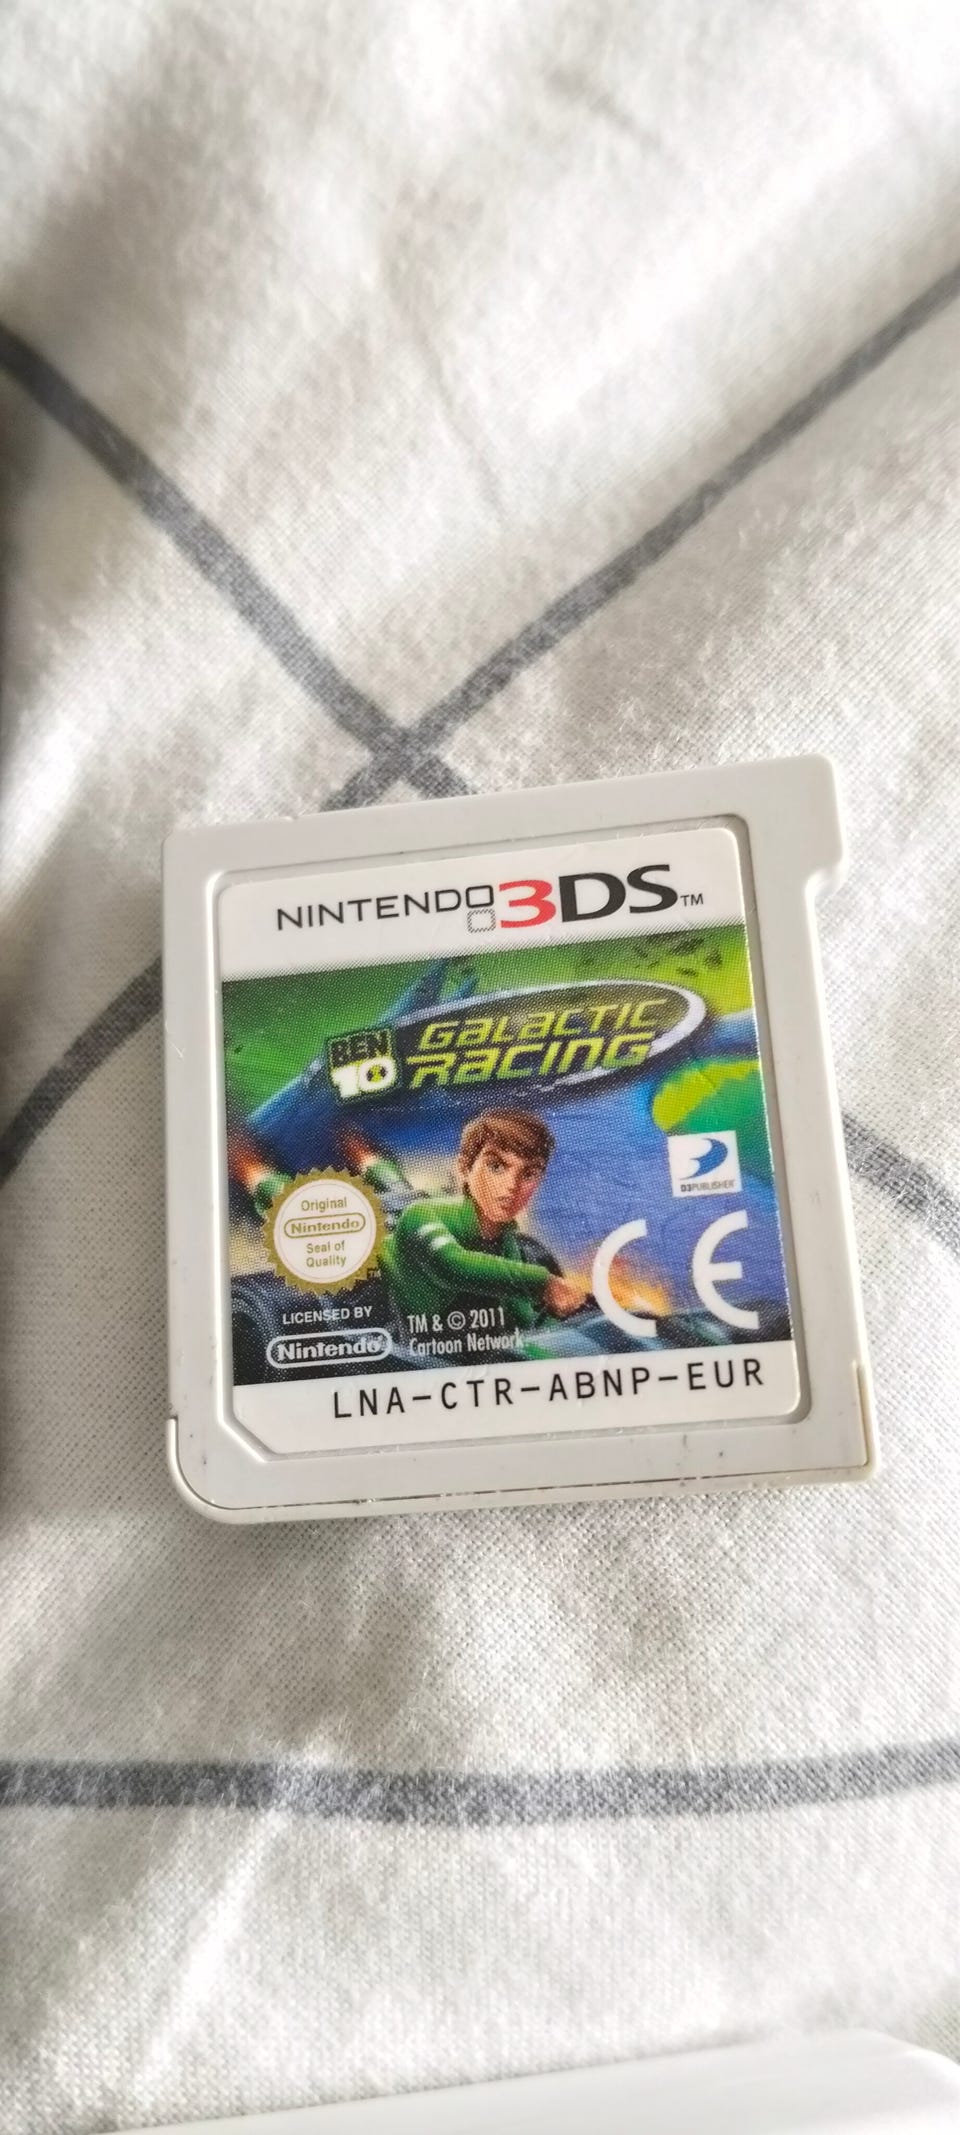 NINTENDO 3DS™
BEN
10
GALACTIC
RACING
D3PUBLISHER
Original
Nintendo
Seal of
Quality
TM
CE
LICENSED BY
Nintendo
TM & © 2011
Cartoon Network.
LNA-CTR-ABNP-EUR